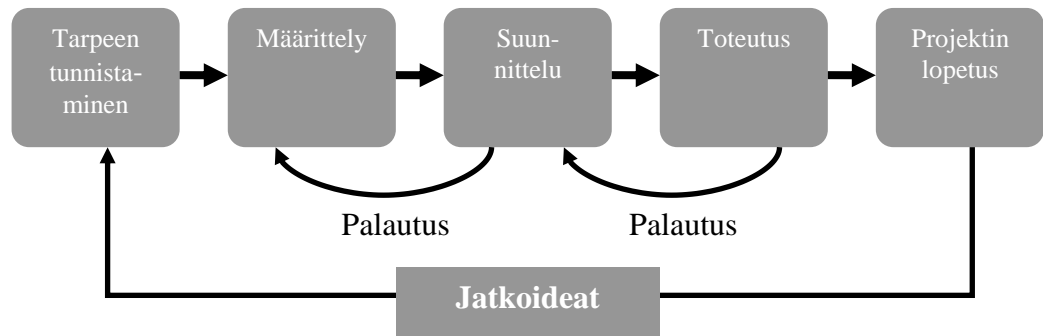 Tarpeen
tunnista-
minen
Määrittely
Suun-
nittelu
Toteutus
Projektin
lopetus
Palautus
Palautus
Jatkoideat